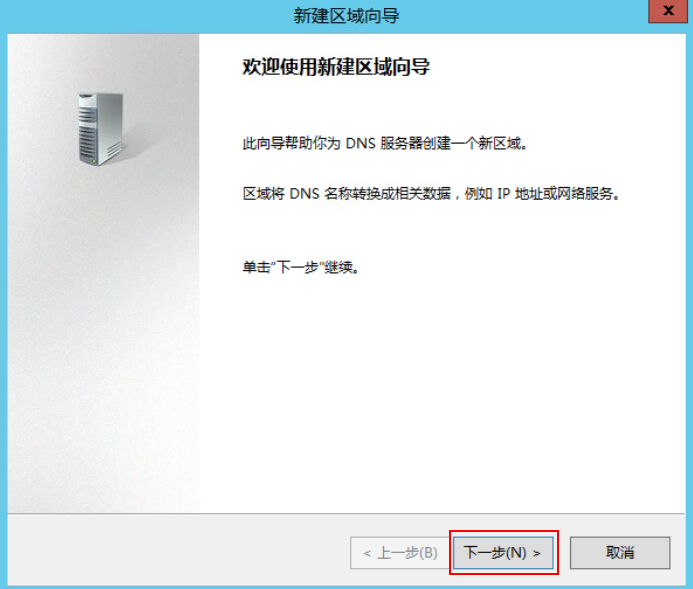 新建区域向导
x
欢迎使用新建区域向导
此向导帮助你为 DNS 服务器创建一个新区域。
区域将 DNS 名称转换成相关数据，例如 IP 地址或网络服务。
单击"下一步"继续。
< 上一步(B)
下一步(N) >
取消